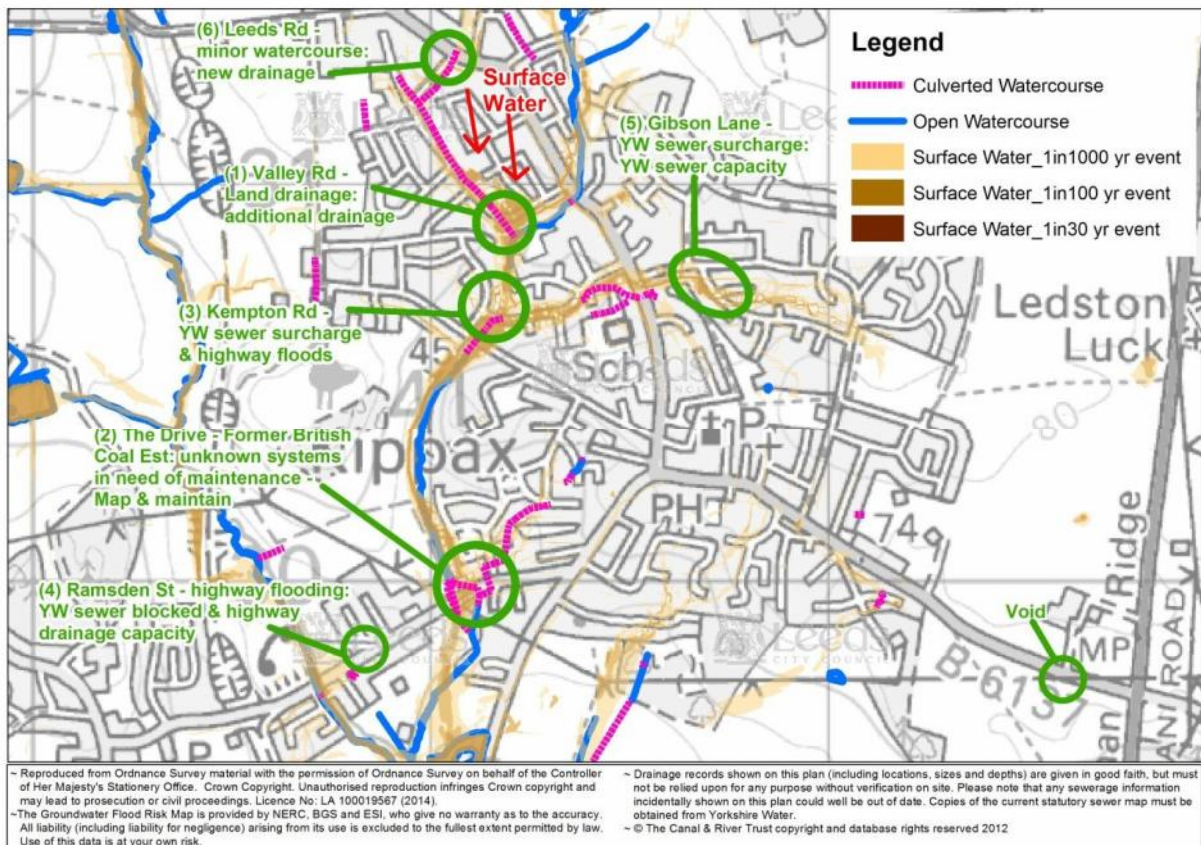 (6) Leeds Rd -
minor watercourse:
new drainage
Surface
Water
(5) Gibson Lane -
YW sewer surcharge:
YW sewer capacity
(1) Valley Rd -
Land drainage:
additional drainage
(3) Kempton Rd -
YW sewer surcharge
& highway floods
(2) The Drive - Former British
Coal Est: unknown systems
in need of maintenance -
Map & maintain
(4) Ramsden St - highway flooding:
YW sewer blocked & highway
drainage capacity
Void
Legend
Culverted Watercourse
Open Watercourse
Surface Water_1in1000 yr event
Surface Water_1in100 yr event
Surface Water_1in30 yr event
Ledston
Luck
Kippax
45
41
Sch
P
PH
80
74
Ridge
MP
B 6137
P
Leeds
CITY COUNCIL
~ Reproduced from Ordnance Survey material with the permission of Ordnance Survey on behalf of the Controller
of Her Majesty's Stationery Office. Crown Copyright. Unauthorised reproduction infringes Crown copyright and
may lead to prosecution or civil proceedings. Licence No: LA 100019567 (2014).
~The Groundwater Flood Risk Map is provided by NERC, BGS and ESI, who give no warranty as to the accuracy.
All liability (including liability for negligence) arising from its use is excluded to the fullest extent permitted by law.
Use of this data is at your own risk.
~ Drainage records shown on this plan (including locations, sizes and depths) are given in good faith, but must
not be relied upon for any purpose without verification on site. Please note that any sewerage information
incidentally shown on this plan could well be out of date. Copies of the current statutory sewer map must be
obtained from Yorkshire Water.
~ © The Canal & River Trust copyright and database rights reserved 2012